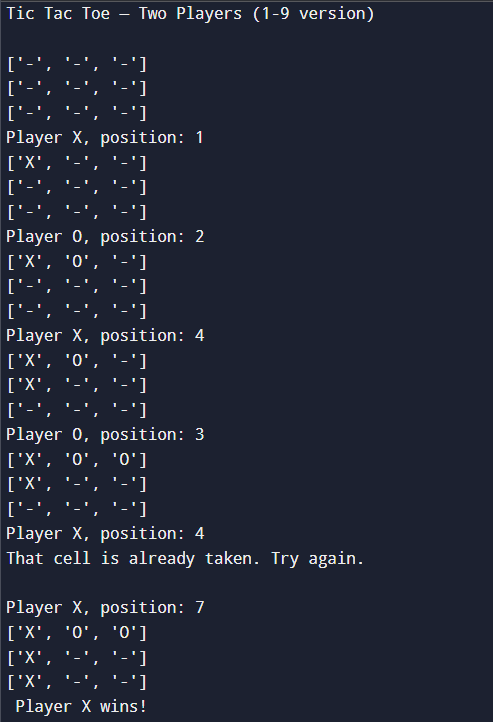 Tic Tac Toe — Two Players (1-9 version)
['-', '-', '-']
['-', '-', '-']
['-', '-', '-']
Player X, position: 1
['X', '-', '-']
['-', '-', '-']
['-', '-', '-']
Player O, position: 2
['X', 'O', '-']
['-', '-', '-']
['-', '-', '-']
Player X, position: 4
['X', 'O', '-']
['X', '-', '-']
['-', '-', '-']
Player O, position: 3
['X', 'O', 'O']
['X', '-', '-']
['-', '-', '-']
Player X, position: 4
That cell is already taken. Try again.
Player X, position: 7
['X', 'O', 'O']
['X', '-', '-']
['X', '-', '-']
Player X wins!